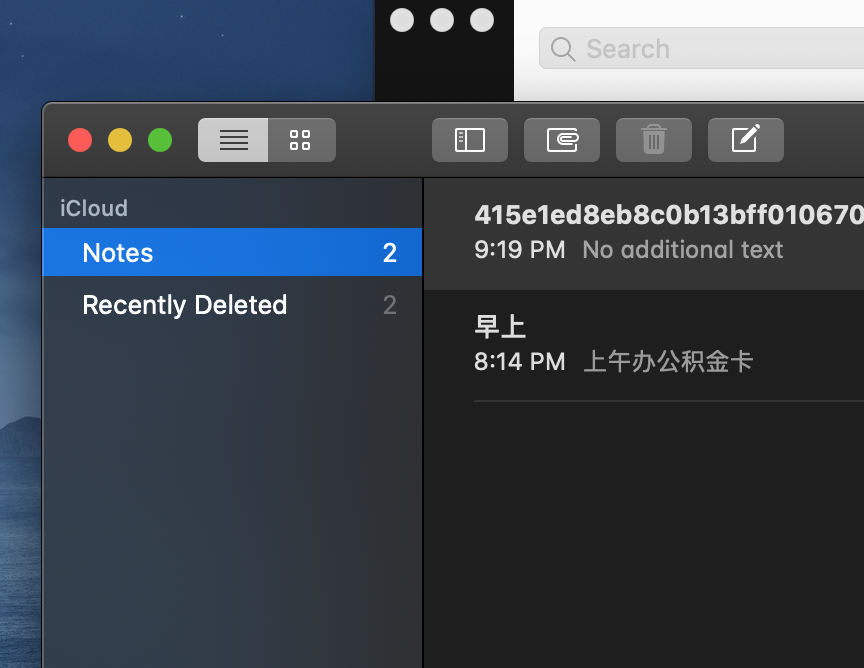 Search
iCloud
Notes 2
Recently Deleted 2
415e1ed8eb8c0b13bff010670
9:19 PM No additional text
早上
8:14 PM 上午办公积金卡